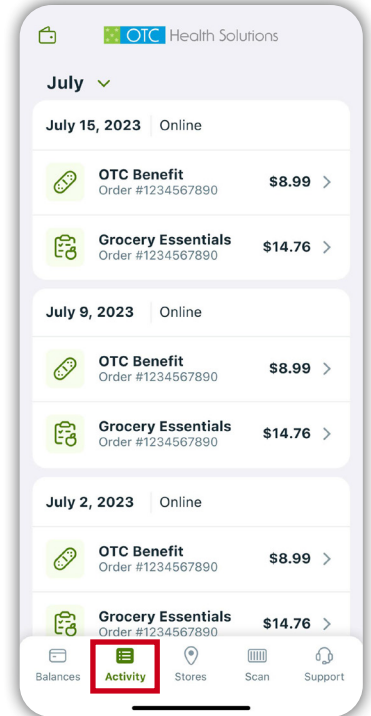 OTC Health Solutions
July
July 15, 2023 Online
OTC Benefit
Order #1234567890
$8.99
Grocery Essentials
Order #1234567890
$14.76
July 9, 2023 Online
OTC Benefit
Order #1234567890
$8.99
Grocery Essentials
Order #1234567890
$14.76
July 2, 2023 Online
OTC Benefit
Order #1234567890
$8.99
Grocery Essentials
Order #1234567890
$14.76
Balances Activity Stores Scan Support